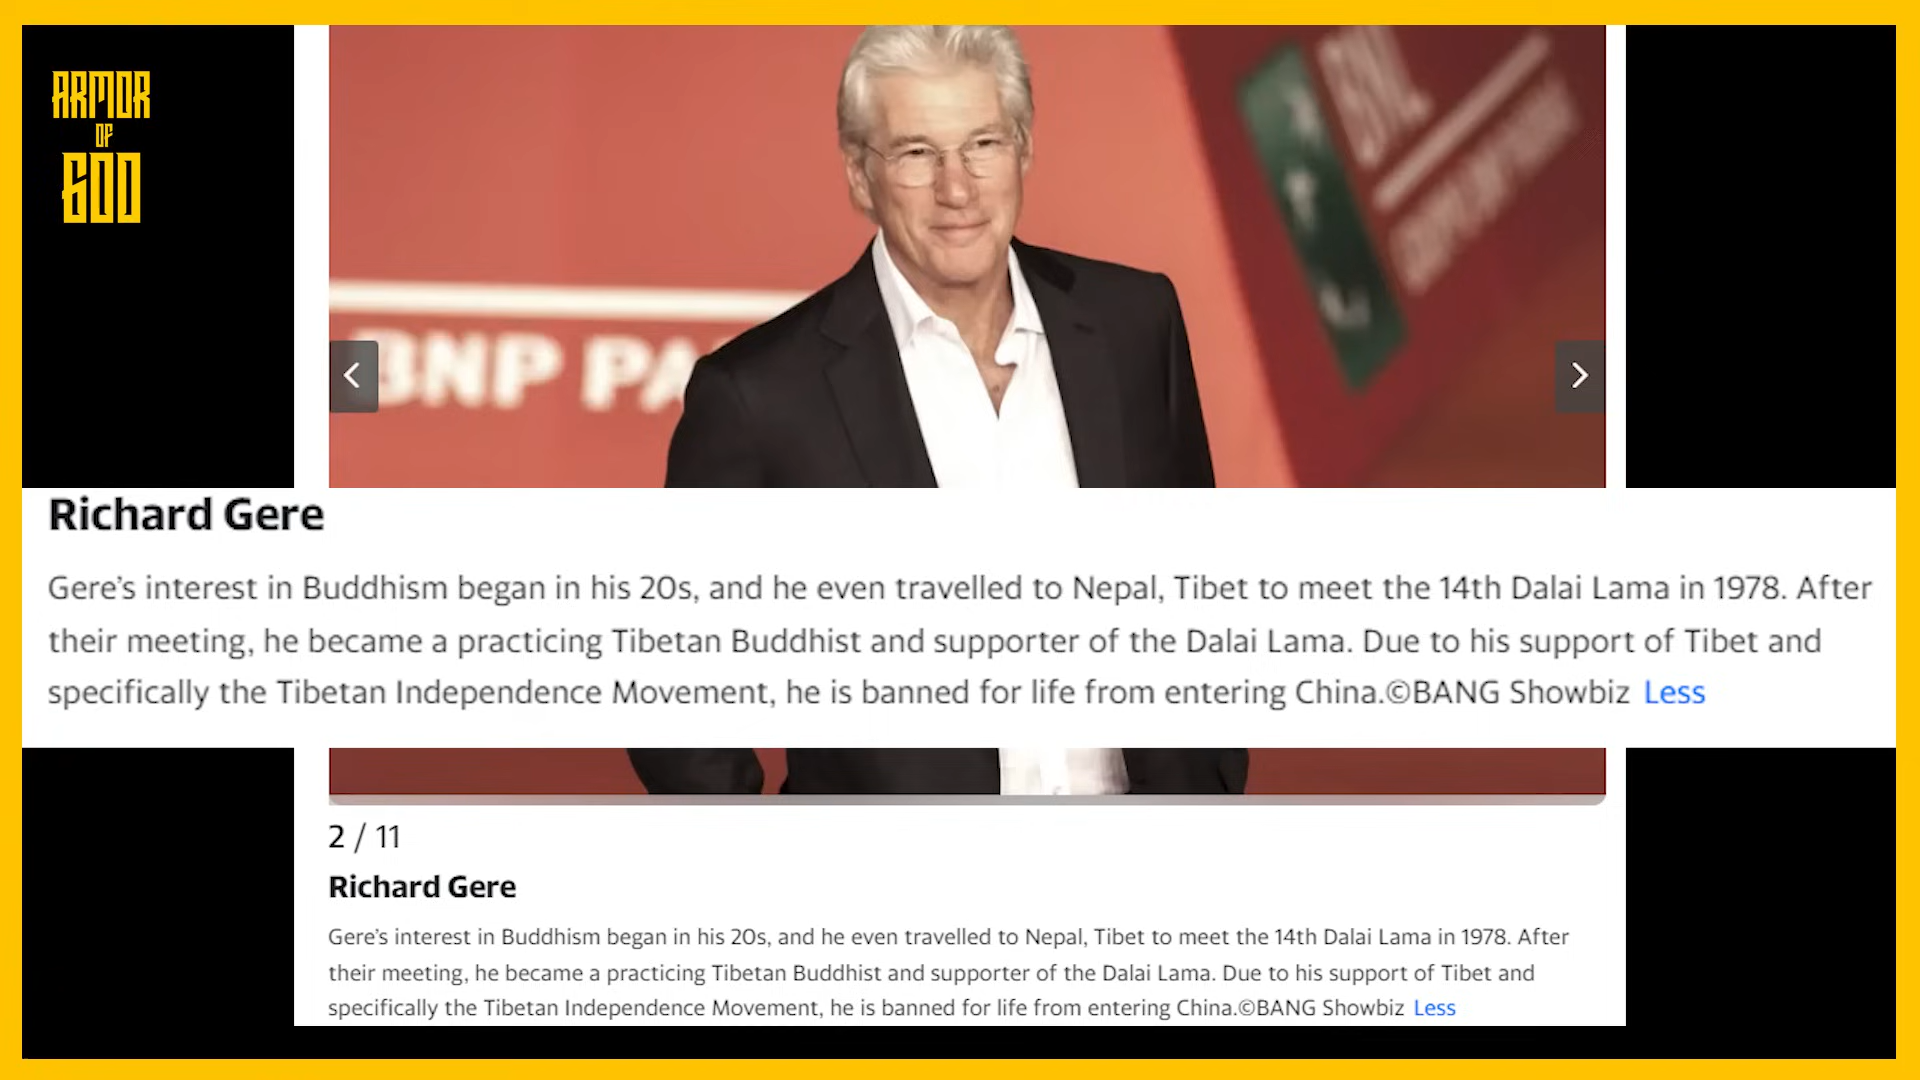 ARMOR
OF
GOD
BNL
BNP PA
Richard Gere
Gere's interest in Buddhism began in his 20s, and he even travelled to Nepal, Tibet to meet the 14th Dalai Lama in 1978. After
their meeting, he became a practicing Tibetan Buddhist and supporter of the Dalai Lama. Due to his support of Tibet and
specifically the Tibetan Independence Movement, he is banned for life from entering China.©BANG Showbiz Less
2 / 11
Richard Gere
Gere's interest in Buddhism began in his 20s, and he even travelled to Nepal, Tibet to meet the 14th Dalai Lama in 1978. After
their meeting, he became a practicing Tibetan Buddhist and supporter of the Dalai Lama. Due to his support of Tibet and
specifically the Tibetan Independence Movement, he is banned for life from entering China.©BANG Showbiz Less